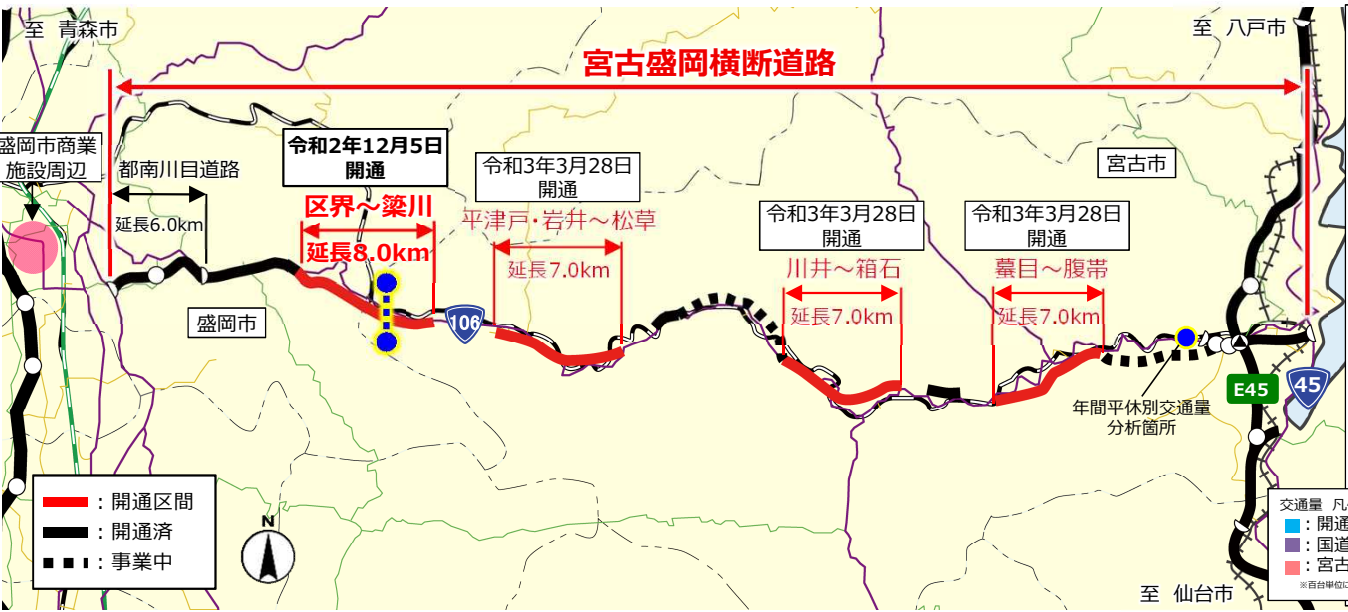 至 青森市
至 八戸市
宮古盛岡横断道路
盛岡市商業
施設周辺
都南川目道路
延長6.0km
令和2年12月5日
開通
区界～簗川
延長8.0km
令和3年3月28日
開通
平津戸・岩井～松草
延長7.0km
令和3年3月28日
開通
川井～箱石
延長7.0km
令和3年3月28日
開通
蟇目～腹帯
延長7.0km
宮古市
盛岡市
106
E45
45
年間平休別交通量
分析箇所
：開通区間
：開通済
：事業中
N
交通量 凡
：開通
：国道
：宮古
※百台単位に
至 仙台市